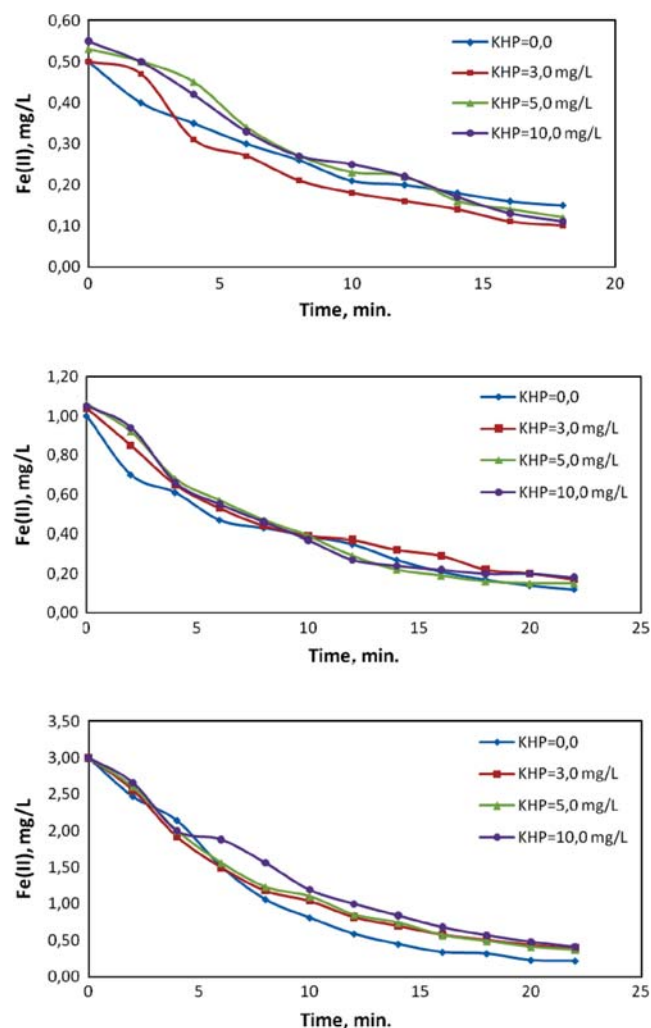 0,60
0,50
0,40
0,30
0,20
0,10
0,00
Fe(II), mg/L
KHP=0,0
KHP=3,0 mg/L
KHP=5,0 mg/L
KHP=10,0 mg/L
0 5 10 15 20
Time, min.
1,20
1,00
0,80
0,60
0,40
0,20
0,00
Fe(II), mg/L
KHP=0,0
KHP=3,0 mg/L
KHP=5,0 mg/L
KHP=10,0 mg/L
0 5 10 15 20 25
Time, min.
3,50
3,00
2,50
2,00
1,50
1,00
0,50
0,00
Fe(II), mg/L
KHP=0,0
KHP=3,0 mg/L
KHP=5,0 mg/L
KHP=10,0 mg/L
0 5 10 15 20 25
Time, min.